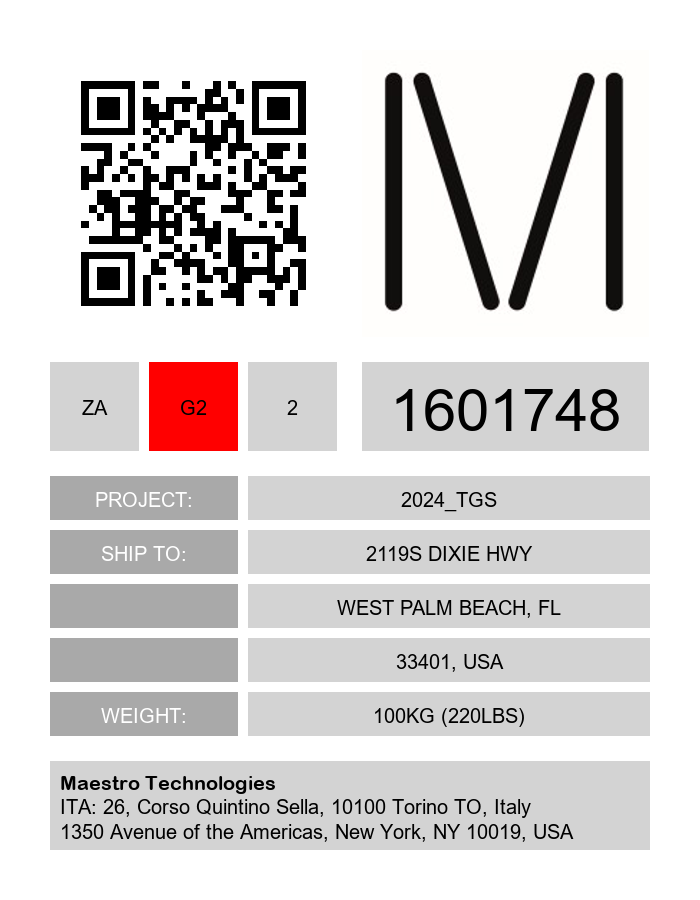 M
ZA
G2
2
1601748
PROJECT:
2024_TGS
SHIP TO:
2119S DIXIE HWY
WEST PALM BEACH, FL
33401, USA
WEIGHT:
100KG (220LBS)
Maestro Technologies
ITA: 26, Corso Quintino Sella, 10100 Torino TO, Italy
1350 Avenue of the Americas, New York, NY 10019, USA